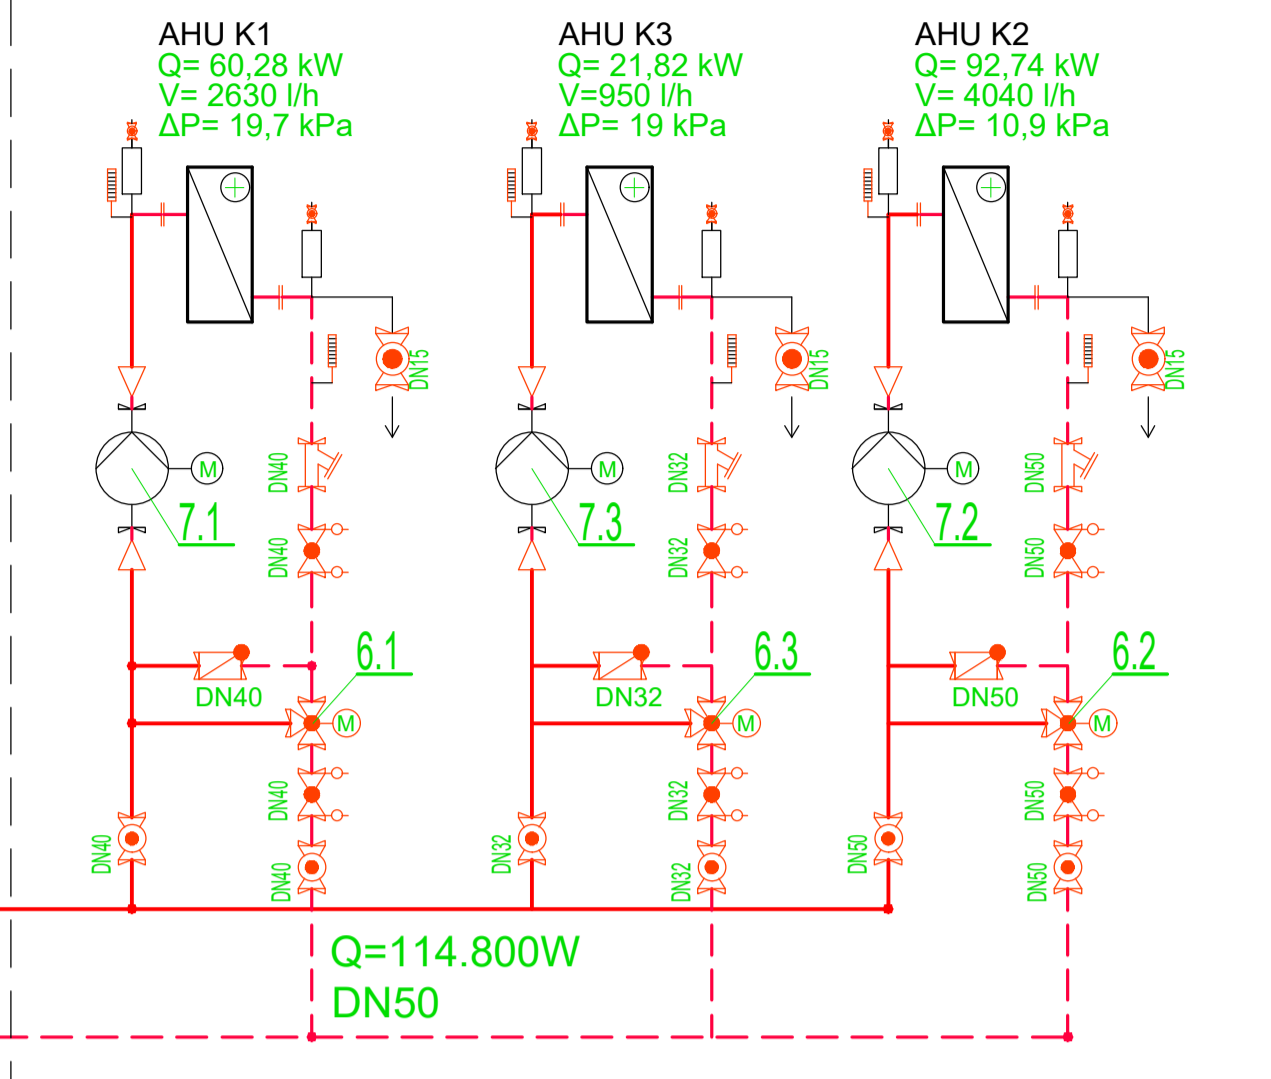 AHU K1
Q= 60,28 kW
V= 2630 l/h
ΔP= 19,7 kPa
AHU K3
Q= 21,82 kW
V=950 l/h
ΔP= 19 kPa
AHU K2
Q= 92,74 kW
V= 4040 l/h
ΔP= 10,9 kPa
DN15
DN15
DN15
M
7.1
DN40
M
7.3
DN32
M
7.2
DN50
DN40
DN32
DN50
DN40
6.1
M
DN32
6.3
M
DN50
6.2
M
DN40
DN32
DN50
DN40
DN40
DN32
DN32
DN50
DN50
Q=114.800W
DN50